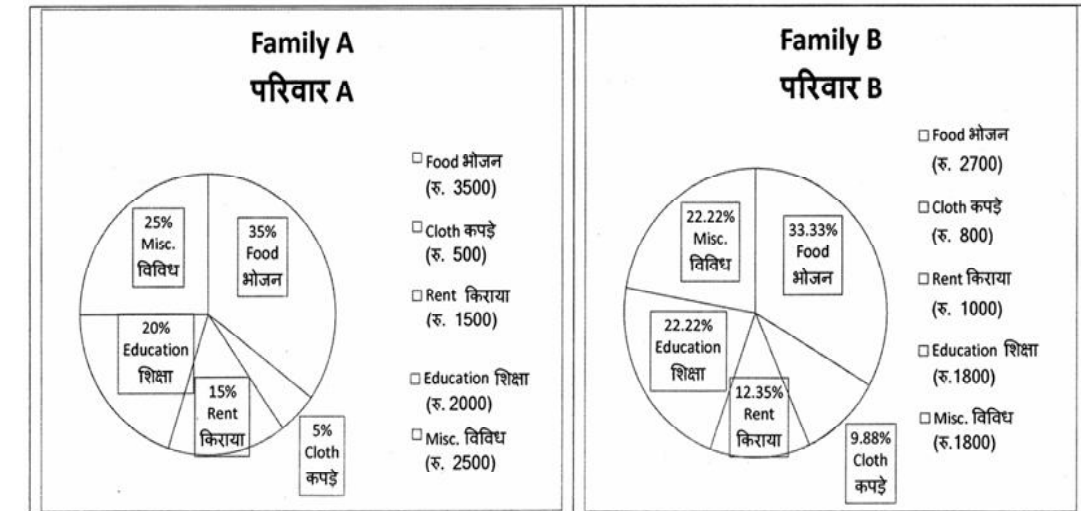 Family A
परिवार A
25%
Misc.
विविध
35%
Food
भोजन
20%
Education
शिक्षा
15%
Rent
किराया
5%
Cloth
कपड़े
Food भोजन
(रु. 3500)
Cloth कपड़े
(रु. 500)
Rent किराया
(रु. 1500)
Education शिक्षा
(रु. 2000)
Misc. विविध
(रु. 2500)
Family B
परिवार B
22.22%
Misc.
विविध
33.33%
Food
भोजन
22.22%
Education
शिक्षा
12.35%
Rent
किराया
9.88%
Cloth
कपड़े
Food भोजन
(रु. 2700)
Cloth कपड़े
(रु. 800)
Rent किराया
(रु. 1000)
Education शिक्षा
(रु.1800)
Misc. विविध
(रु.1800)